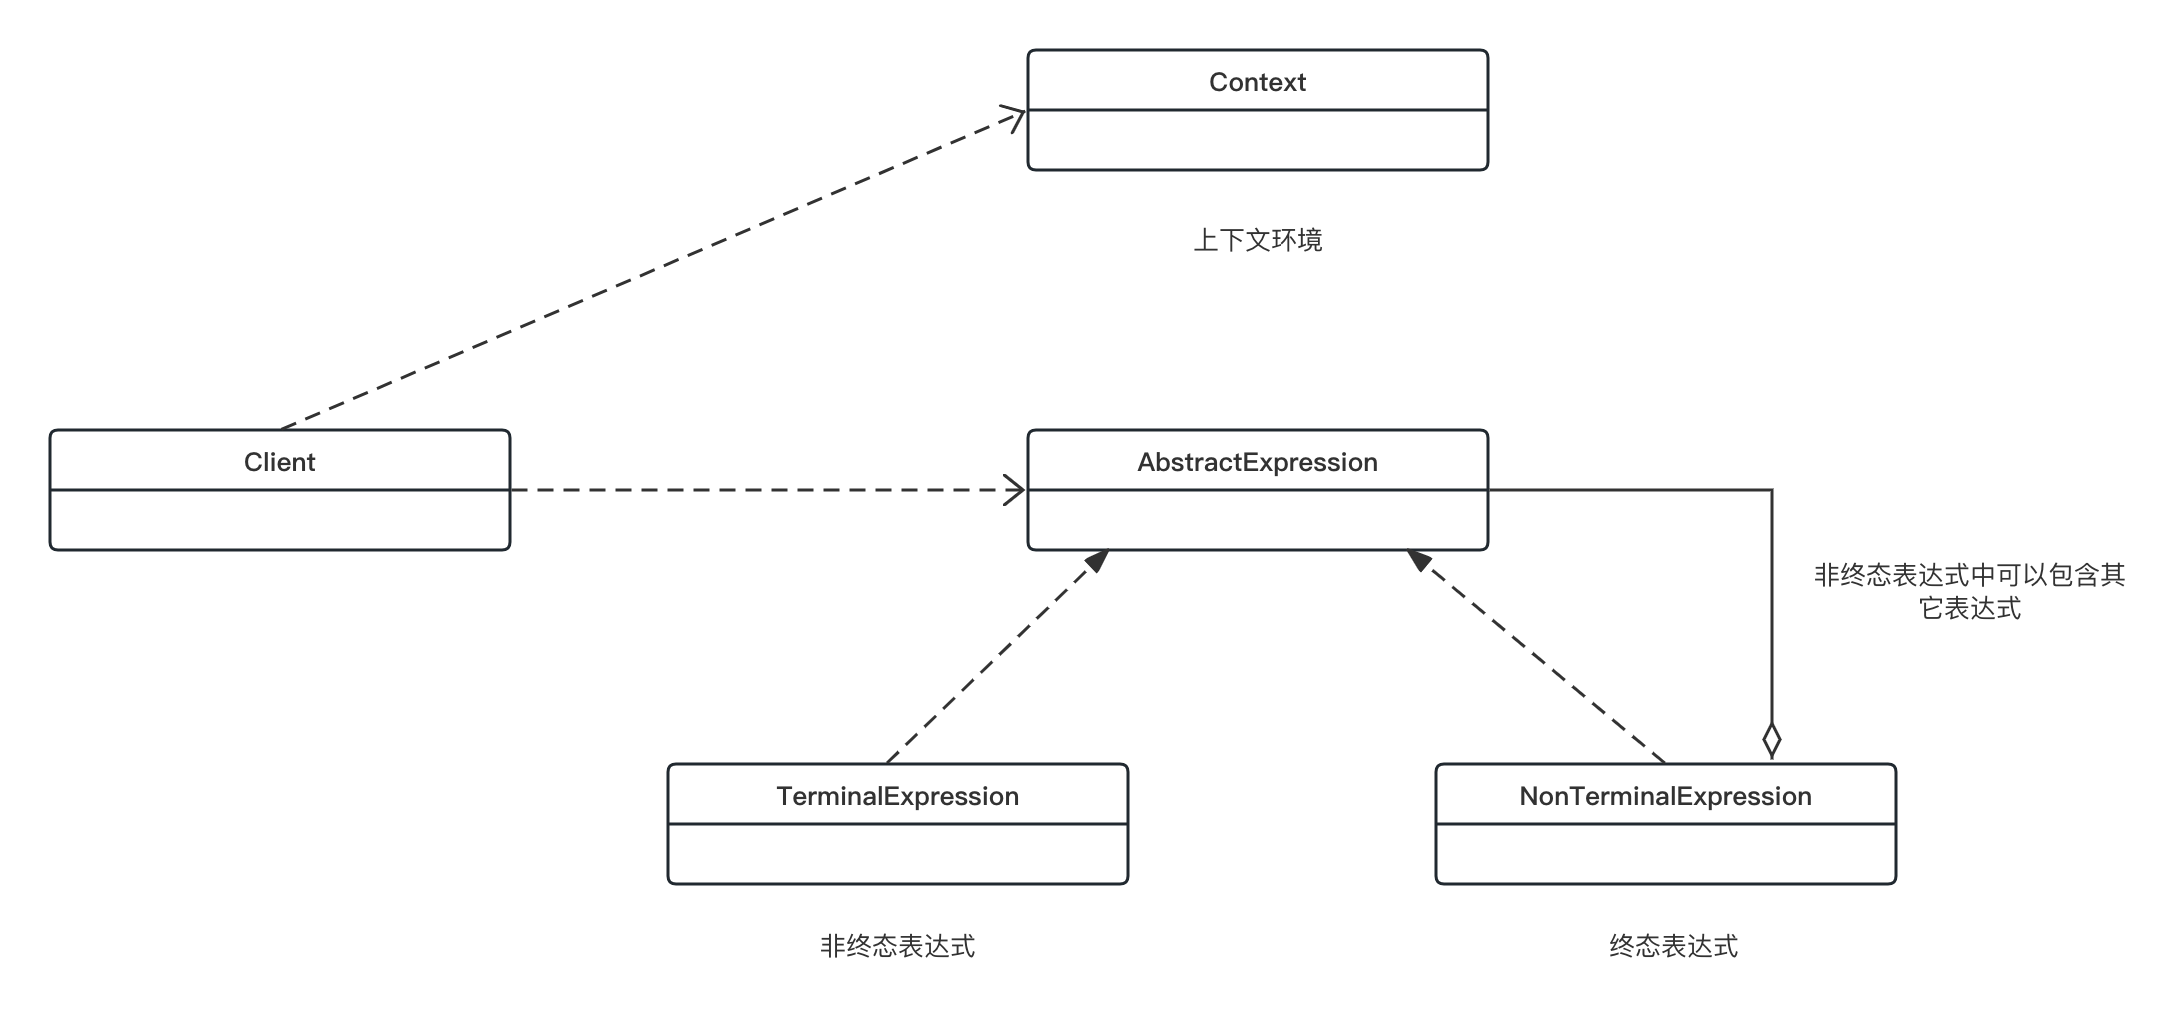 Context
上下文环境
Client
AbstractExpression
非终态表达式中可以包含其
它表达式
TerminalExpression
NonTerminalExpression
非终态表达式
终态表达式